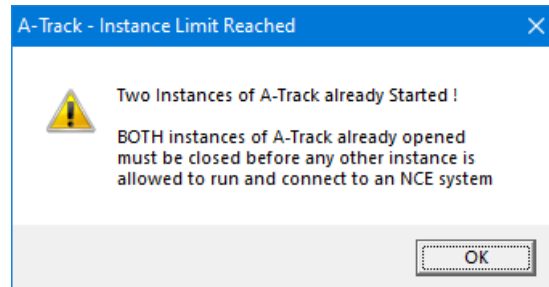 A-Track - Instance Limit Reached
Two Instances of A-Track already Started !
BOTH instances of A-Track already opened
must be closed before any other instance is
allowed to run and connect to an NCE system
OK